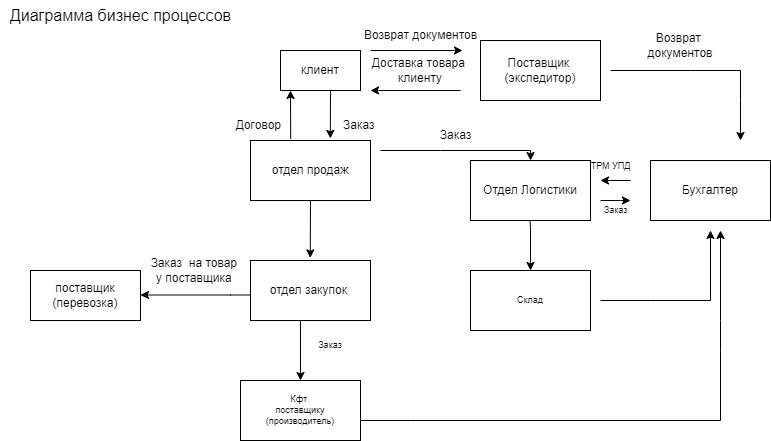 Диаграмма бизнес процессов
Возврат документов
Возврат
документов
клиент
Доставка товара
клиенту
Поставщик
(экспедитор)
Договор
Заказ
Заказ
отдел продаж
Отдел Логистики
ТРМ УПД
Заказ
Бухгалтер
Заказ на товар
у поставщика
поставщик
(перевозка)
отдел закупок
Склад
Заказ
Кфт
поставщику
(производитель)